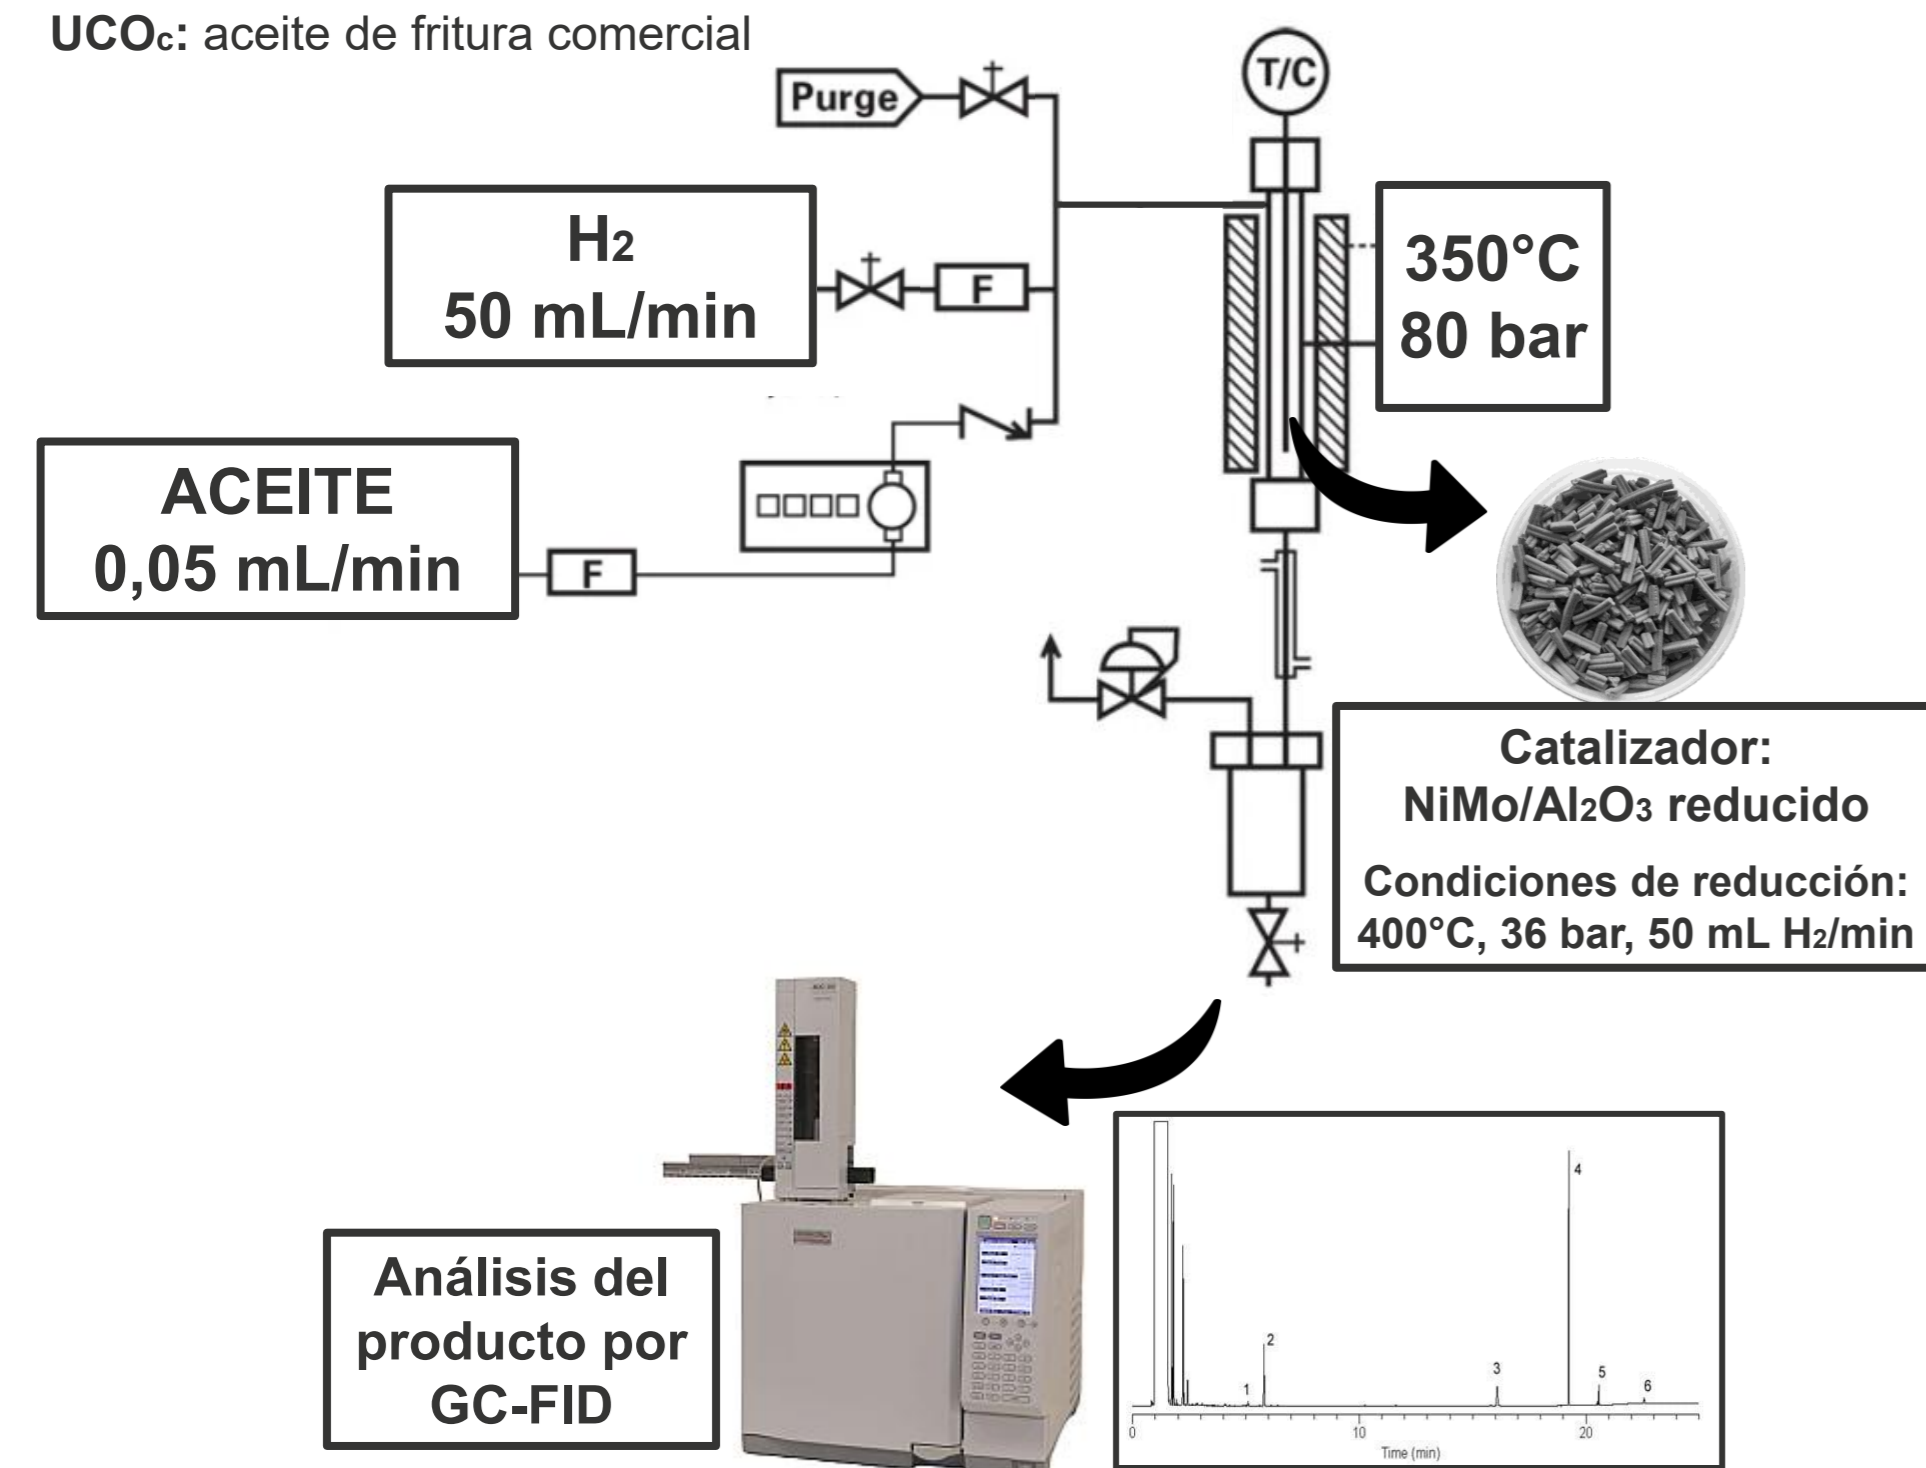 UCOc: aceite de fritura comercial
T/C
Purge
H2
50 mL/min
F
350°C
80 bar
ACEITE
0,05 mL/min
F
Catalizador:
NiMo/Al2O3 reducido
Condiciones de reducción:
400°C, 36 bar, 50 mL H2/min
Análisis del
producto por
GC-FID
1
2
3
4
5
6
0
10
20
Time (min)